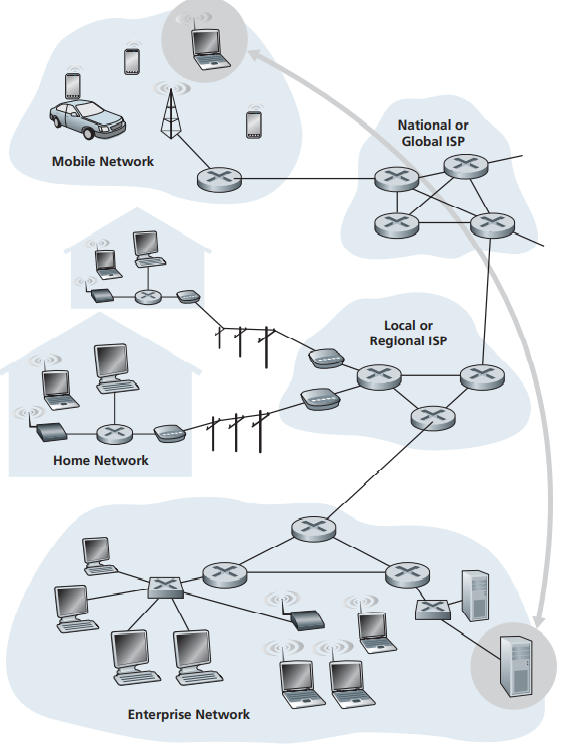 Mobile Network
National or
Global ISP
Local or
Regional ISP
Home Network
Enterprise Network